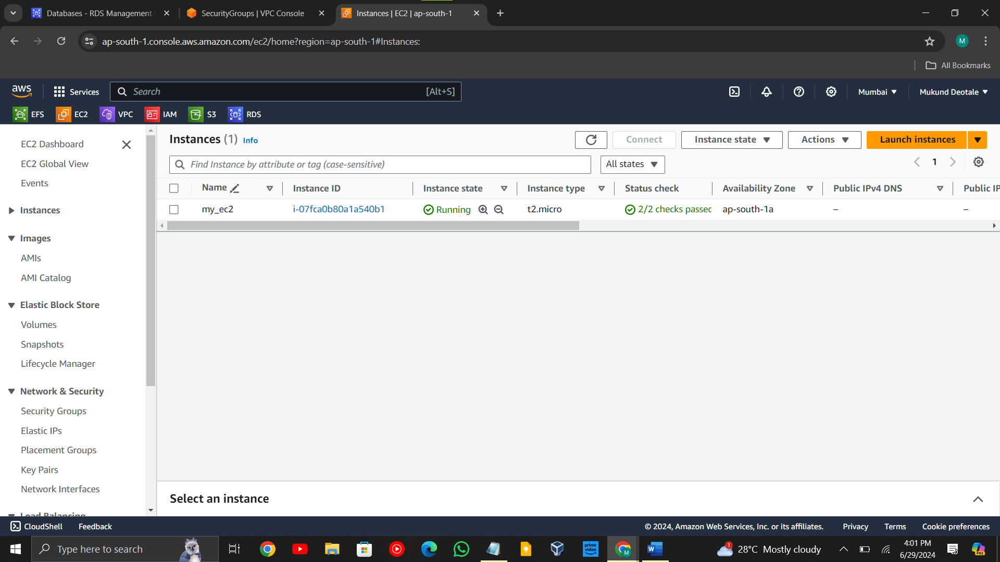 Databases - RDS Management
SecurityGroups | VPC Console
Instances | EC2 | ap-south-1
ap-south-1.console.aws.amazon.com/ec2/home?region=ap-south-1#Instances:
M
All Bookmarks
aws
Services
Search
[Alt+S]
Mumbai
Mukund Deotale
EFS
EC2
VPC
IAM
S3
RDS
EC2 Dashboard
EC2 Global View
Events
Instances
Images
AMIs
AMI Catalog
Elastic Block Store
Volumes
Snapshots
Lifecycle Manager
Network & Security
Security Groups
Elastic IPs
Placement Groups
Key Pairs
Network Interfaces
Load Balancing
Instances (1) Info
Connect
Instance state
Actions
Launch instances
Find Instance by attribute or tag (case-sensitive)
All states
1
Name
Instance ID
Instance state
Instance type
Status check
Availability Zone
Public IPv4 DNS
Public IP
my_ec2
i-07fca0b80a1a540b1
Running
t2.micro
2/2 checks passec
ap-south-1a
–
–
Select an instance
CloudShell
Feedback
© 2024, Amazon Web Services, Inc. or its affiliates.
Privacy
Terms
Cookie preferences
Type here to search
prime video
M
W
1
28°C Mostly cloudy
4:01 PM
6/29/2024
PRE